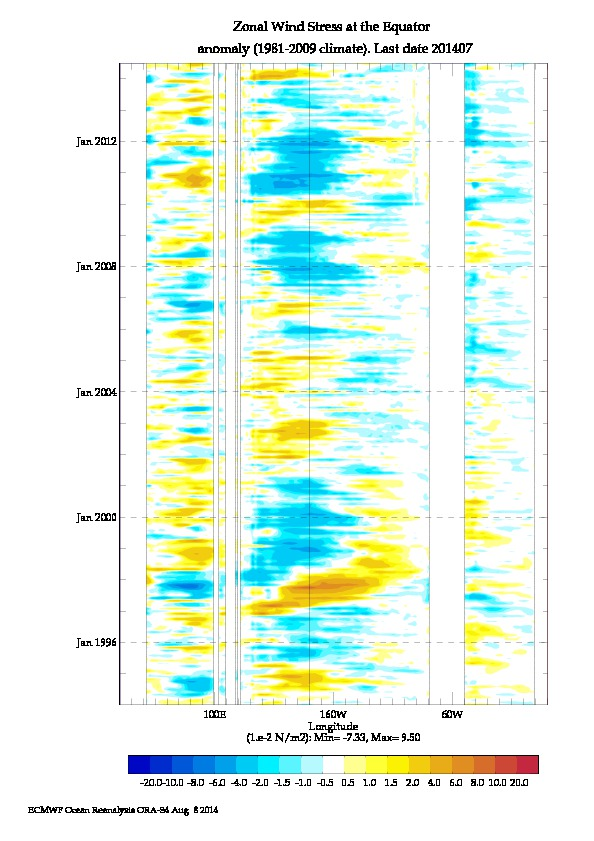 Zonal Wind Stress at the Equator
anomaly (1981-2009 climate). Last date 201407
Jan 2012
Jan 2008
Jan 2004
Jan 2000
Jan 1996
100E 160W 60W
Longitude
(1.e-2 N/m2): Min= -7.33, Max= 9.50
-20.0 -10.0 -8.0 -6.0 -4.0 -2.0 -1.5 -1.0 -0.5 0.5 1.0 1.5 2.0 4.0 6.0 8.0 10.0 20.0
ECMWF Ocean Reanalysis ORA-S4 Aug 8 2014